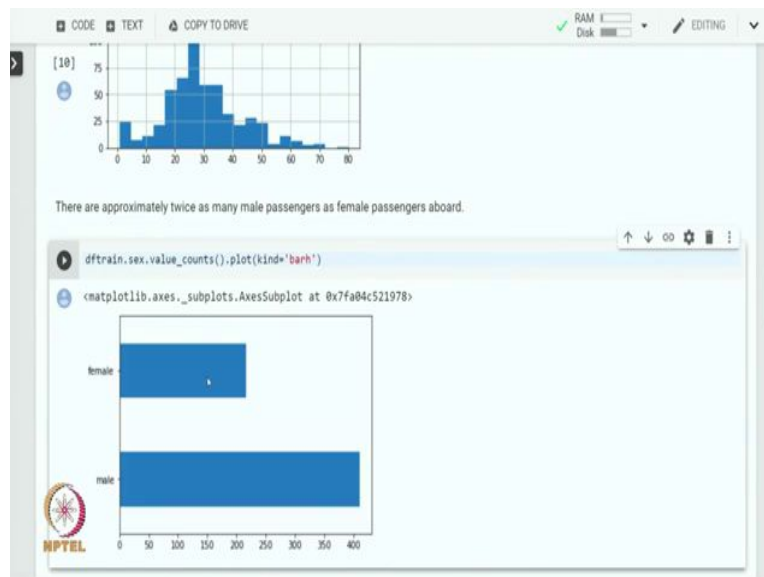 CODE TEXT COPY TO DRIVE RAM Disk EDITING
[10]
75
50
25
0
0 10 20 30 40 50 60 70 80
There are approximately twice as many male passengers as female passengers aboard.
dftrain.sex.value_counts().plot(kind='barh')
<matplotlib.axes._subplots.AxesSubplot at 0x7fa04c521978>
female
male
0 50 100 150 200 250 300 350 400
NPTEL